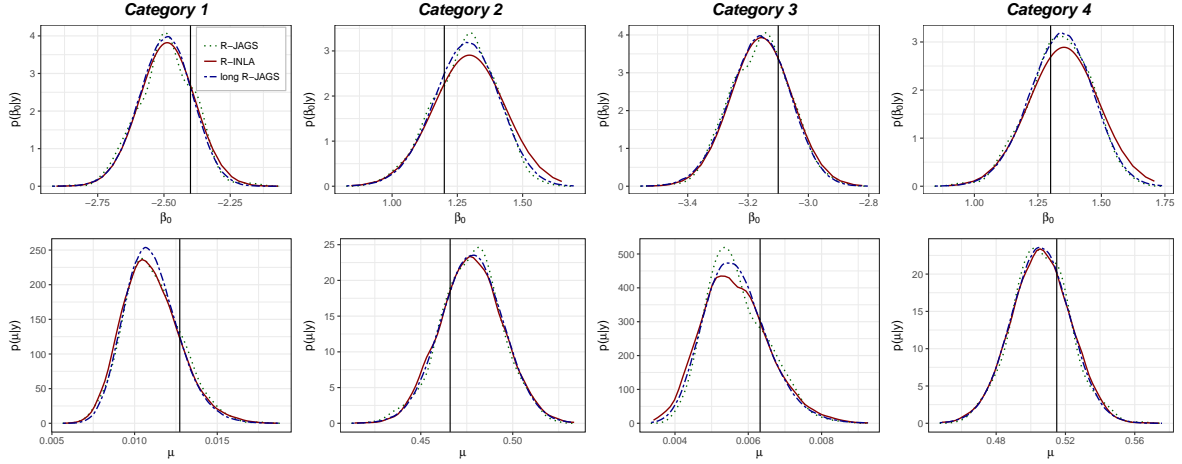 Category 1
Category 2
Category 3
Category 4
p(β₀|y)
4
3
2
1
0
R-JAGS
R-INLA
long R-JAGS
−2.75
−2.50
−2.25
β₀
p(β₀|y)
3
2
1
0
1.00
1.25
1.50
β₀
p(β₀|y)
4
3
2
1
0
−3.4
−3.2
−3.0
−2.8
β₀
p(β₀|y)
3
2
1
0
1.00
1.25
1.50
1.75
β₀
p(μ|y)
250
200
150
100
50
0
0.005
0.010
0.015
μ
p(μ|y)
25
20
15
10
5
0
0.45
0.50
μ
p(μ|y)
500
400
300
200
100
0
0.004
0.006
0.008
μ
p(μ|y)
20
15
10
5
0
0.48
0.52
0.56
μ